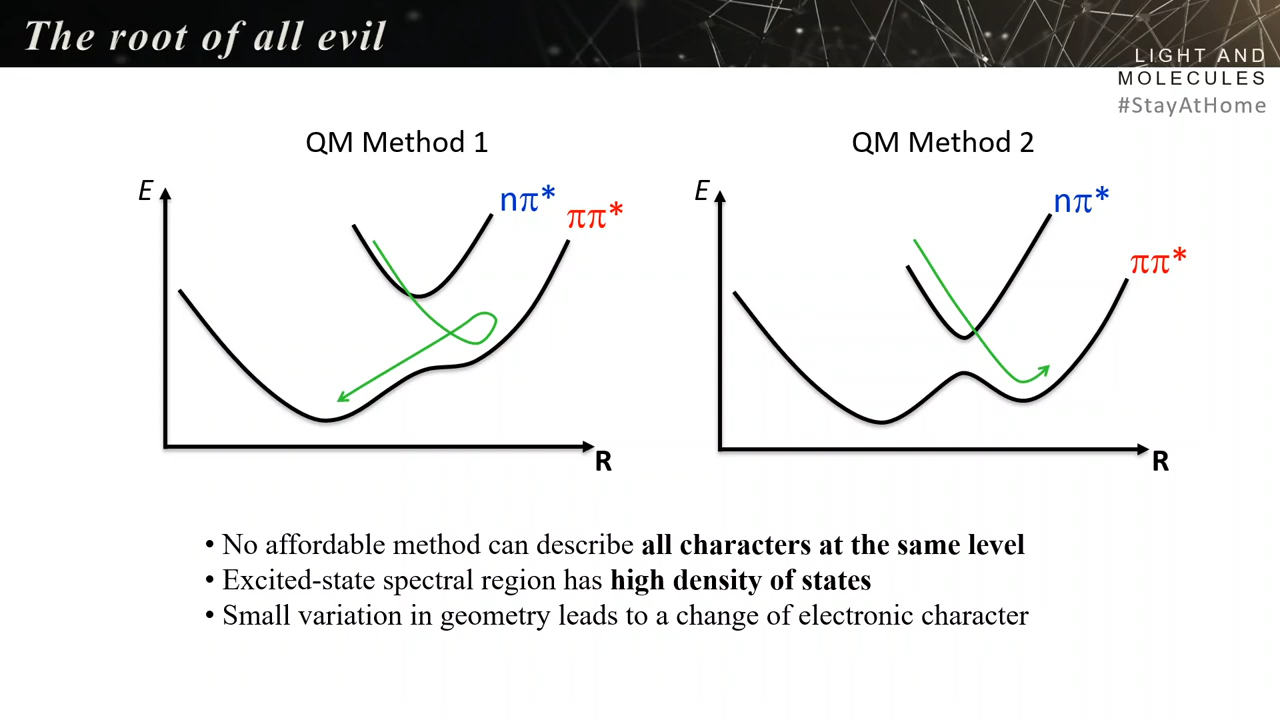 The root of all evil
LIGHT AND
MOLECULES
#StayAtHome
QM Method 1
E
nπ*
ππ*
R
QM Method 2
E
nπ*
ππ*
R
• No affordable method can describe all characters at the same level
• Excited-state spectral region has high density of states
• Small variation in geometry leads to a change of electronic character